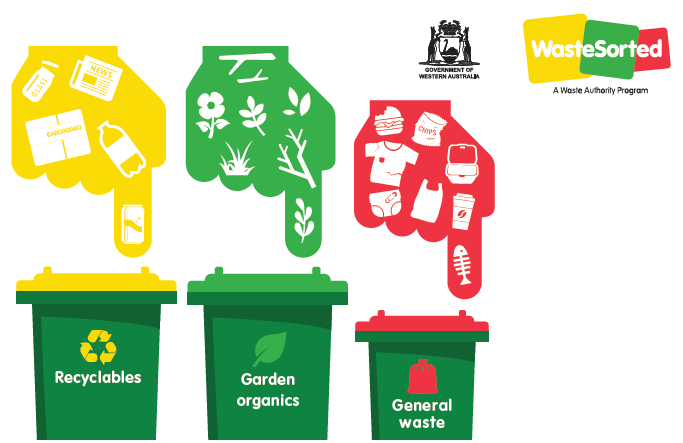 GOVERNMENT OF
WESTERN AUSTRALIA
WasteSorted
A Waste Authority Program
GLASS
NEWS
CARDBOARD
CHIPS
Recyclables
Garden
organics
General
waste